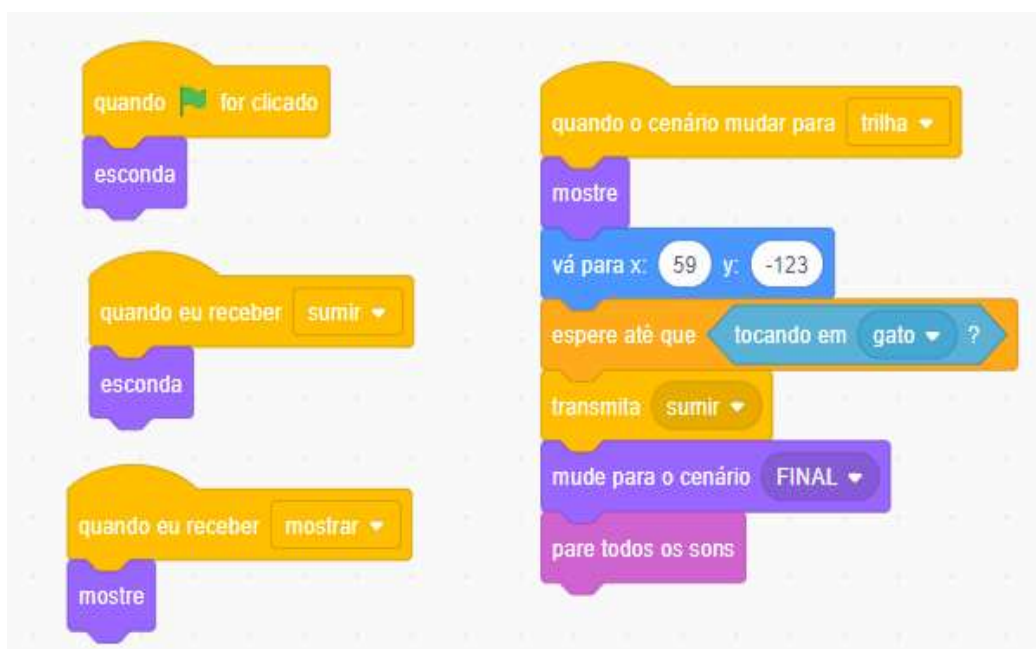 quando for clicado
esconda
quando eu receber sumir
esconda
quando eu receber mostrar
mostre
quando o cenário mudar para trilha
mostre
vá para x: 59 y: -123
espere até que tocando em gato ?
transmita sumir
mude para o cenário FINAL
pare todos os sons